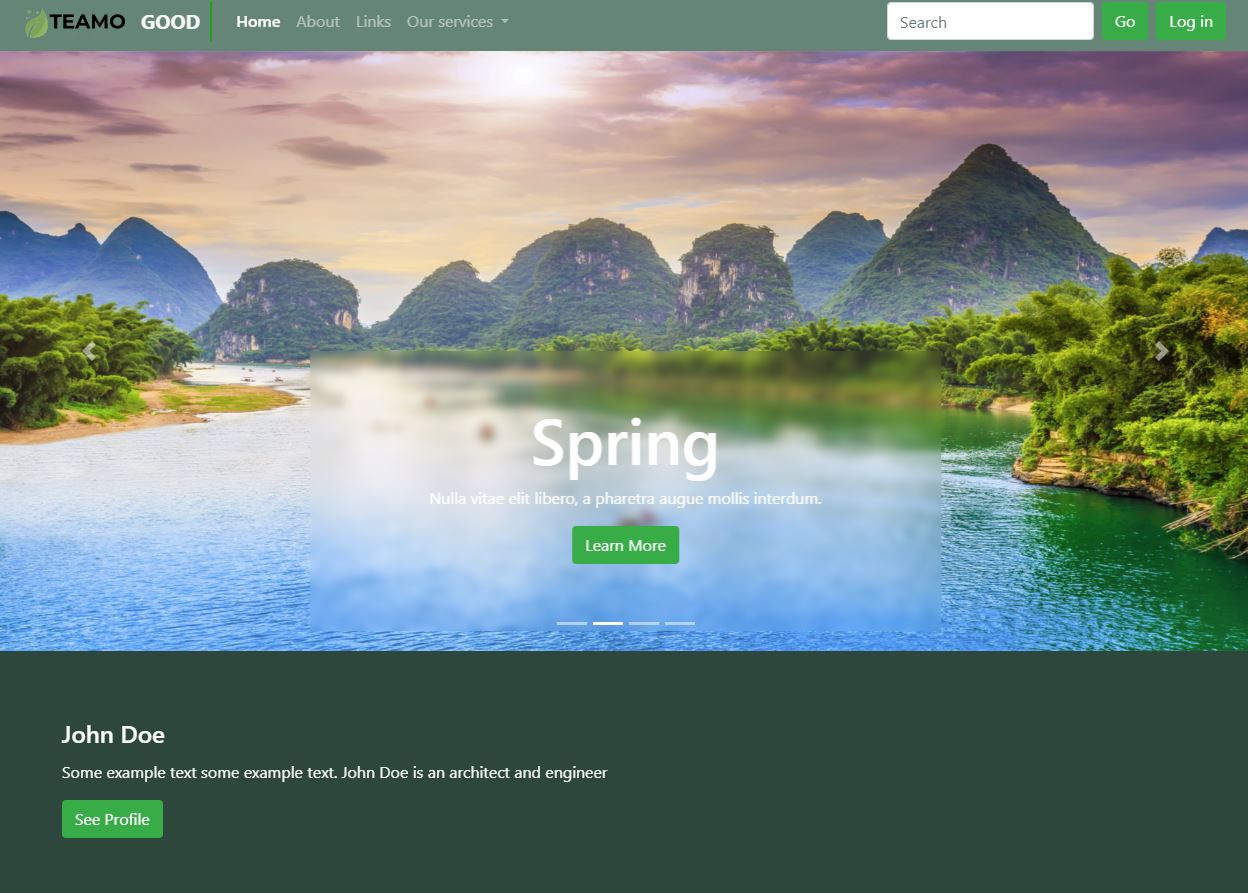 TEAMO GOOD Home About Links Our services Search Go Log in
Spring
Nulla vitae elit libero, a pharetra augue mollis interdum.
Learn More
John Doe
Some example text some example text. John Doe is an architect and engineer
See Profile